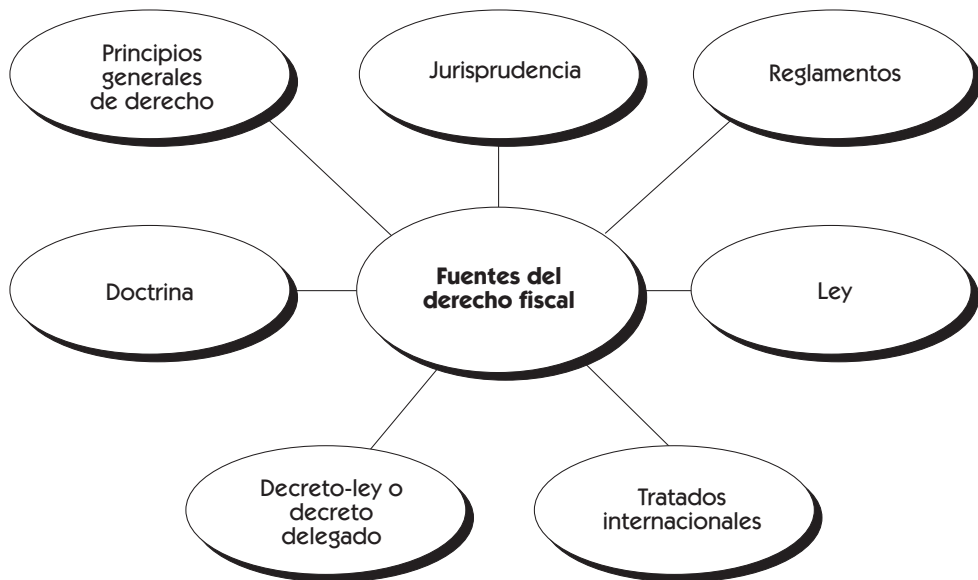 Principios
generales
de derecho
Jurisprudencia
Reglamentos
Doctrina
Fuentes del
derecho fiscal
Ley
Decreto-ley o
decreto
delegado
Tratados
internacionales